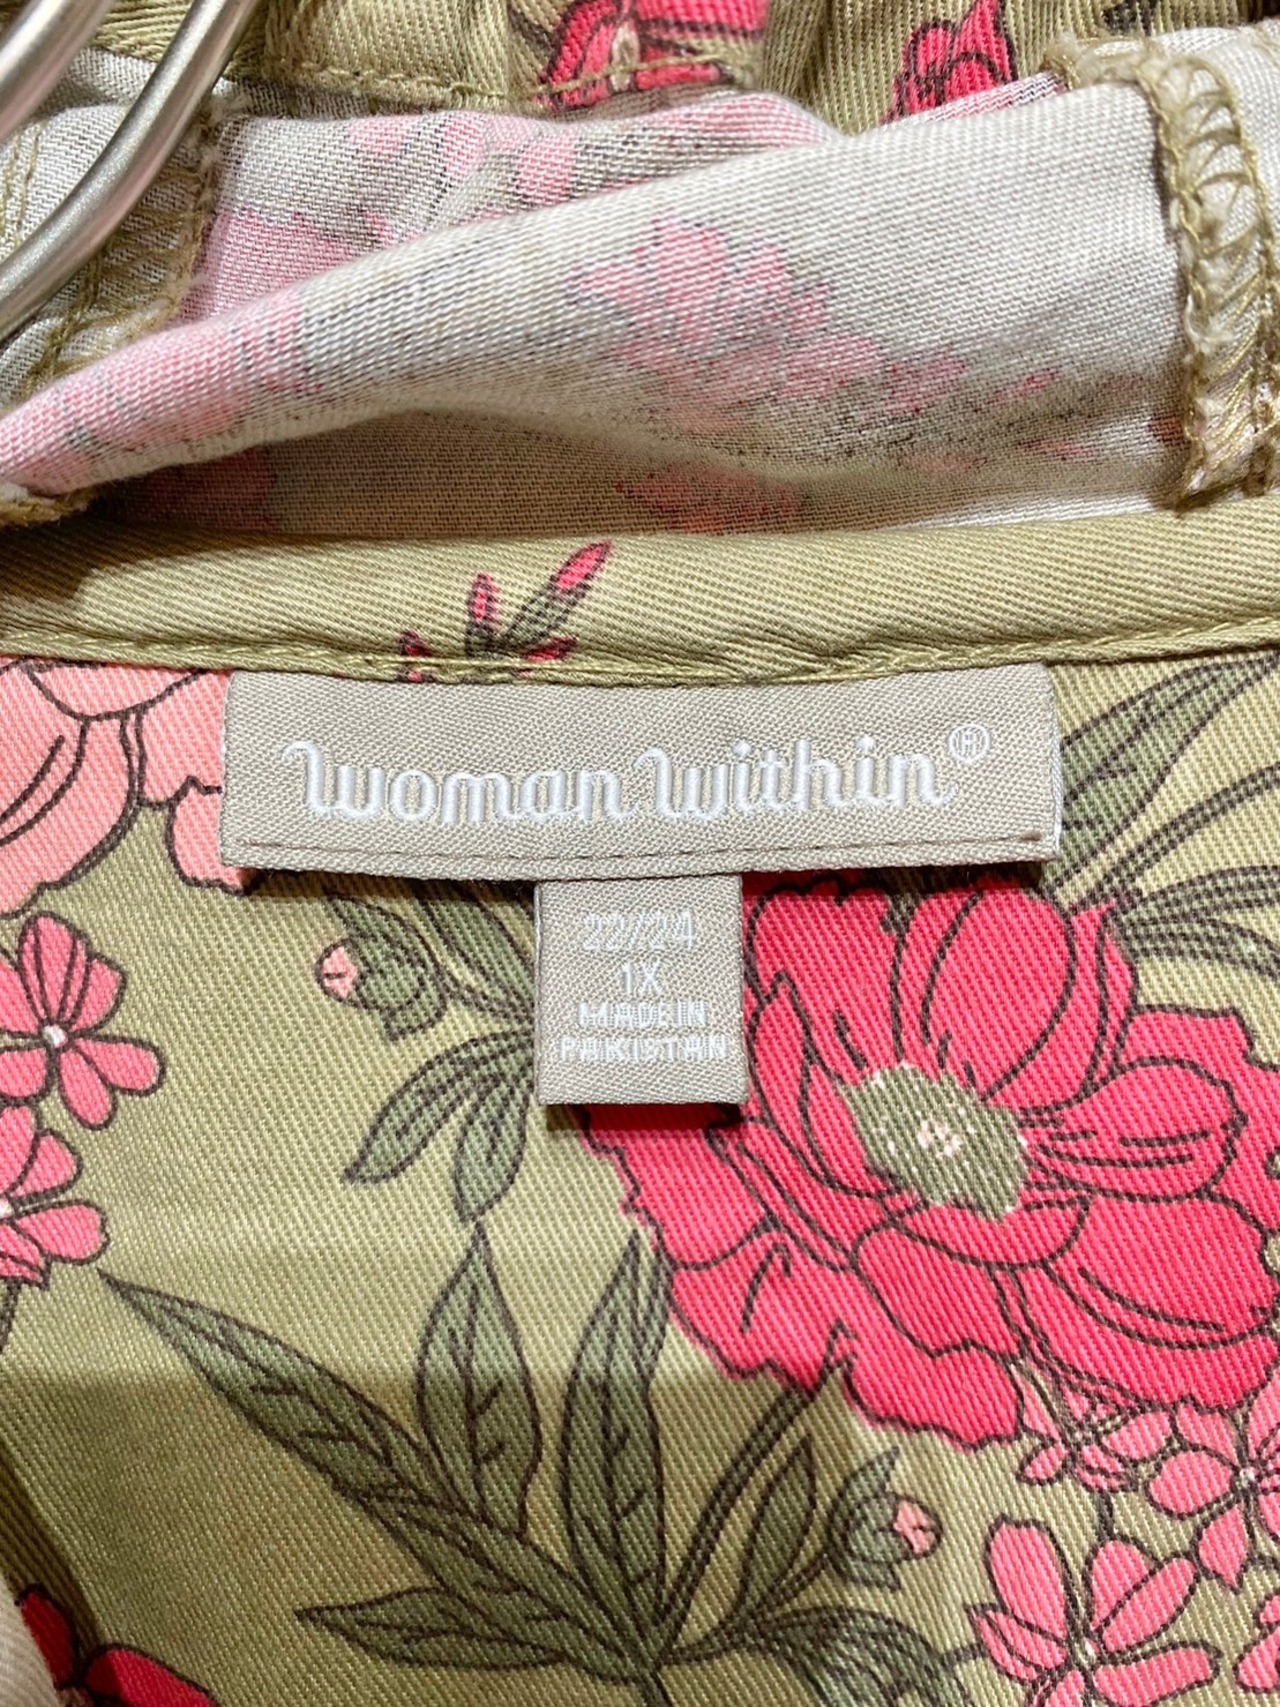 Woman Within®
22/24
1X
MADE IN
PAKISTAN